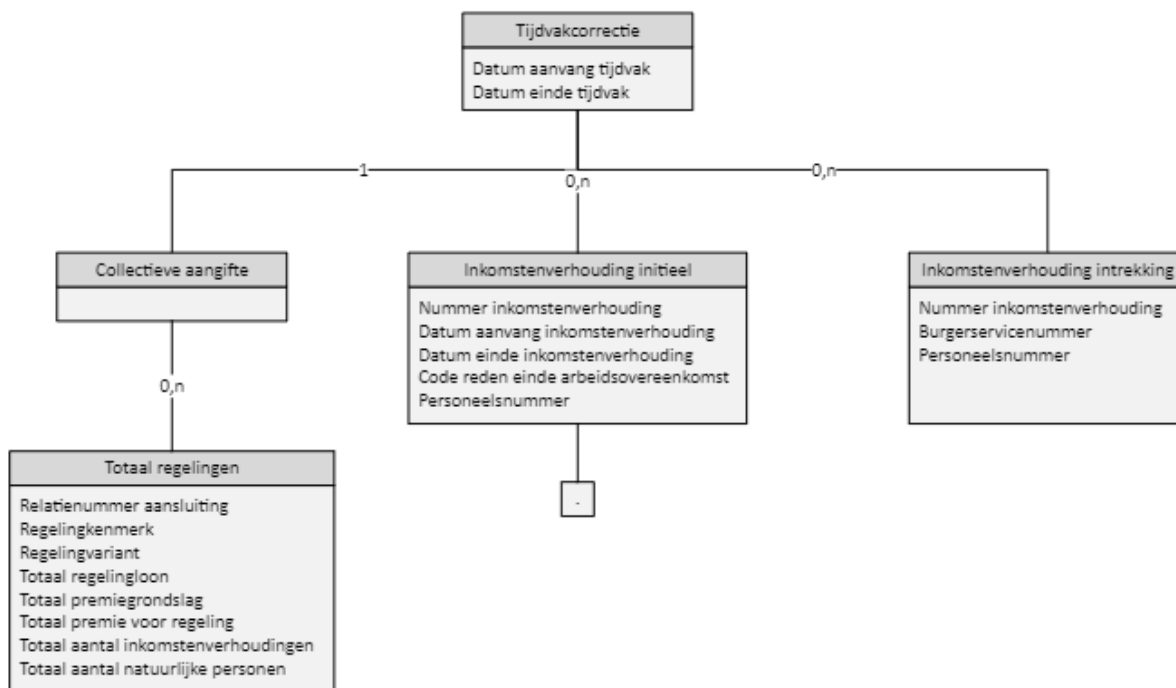 Tijdvakcorrectie
Datum aanvang tijdvak
Datum einde tijdvak
1
0,n
0,n
Collectieve aangifte
0,n
Totaal regelingen
Relatienummer aansluiting
Regelingkenmerk
Regelingvariant
Totaal regelingloon
Totaal premiegrondslag
Totaal premie voor regeling
Totaal aantal inkomstenverhoudingen
Totaal aantal natuurlijke personen
Inkomstenverhouding initieel
Nummer inkomstenverhouding
Datum aanvang inkomstenverhouding
Datum einde inkomstenverhouding
Code reden einde arbeidsovereenkomst
Personeelsnummer
.
Inkomstenverhouding intrekking
Nummer inkomstenverhouding
Burgerservicenummer
Personeelsnummer